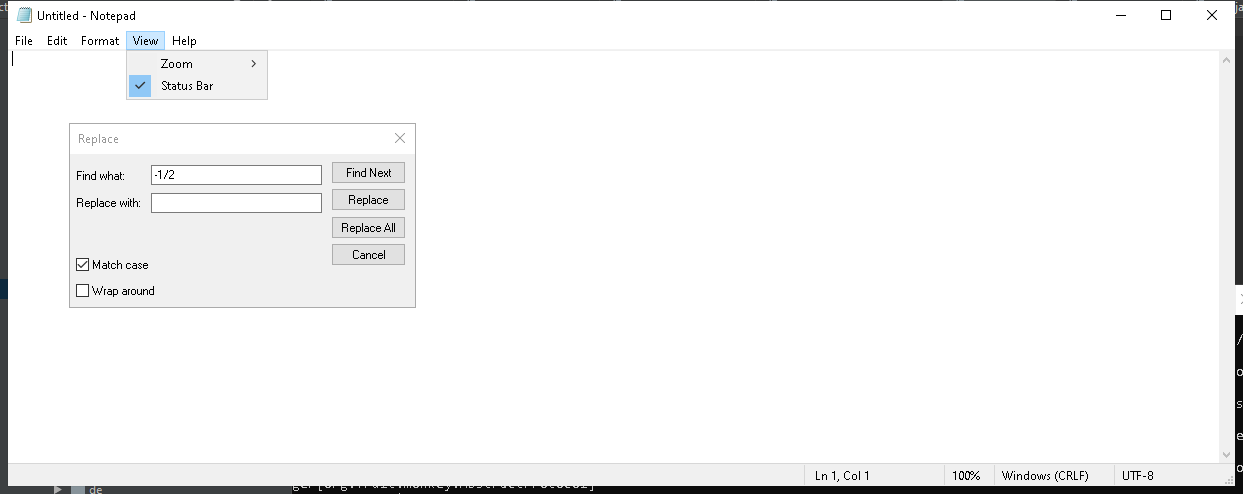 Untitled - Notepad
File Edit Format View Help
Zoom
Status Bar
Replace
Find what: -1/2 Find Next
Replace with: Replace
Replace All
Cancel
Match case
Wrap around
Ln 1, Col 1 100% Windows (CRLF) UTF-8
de